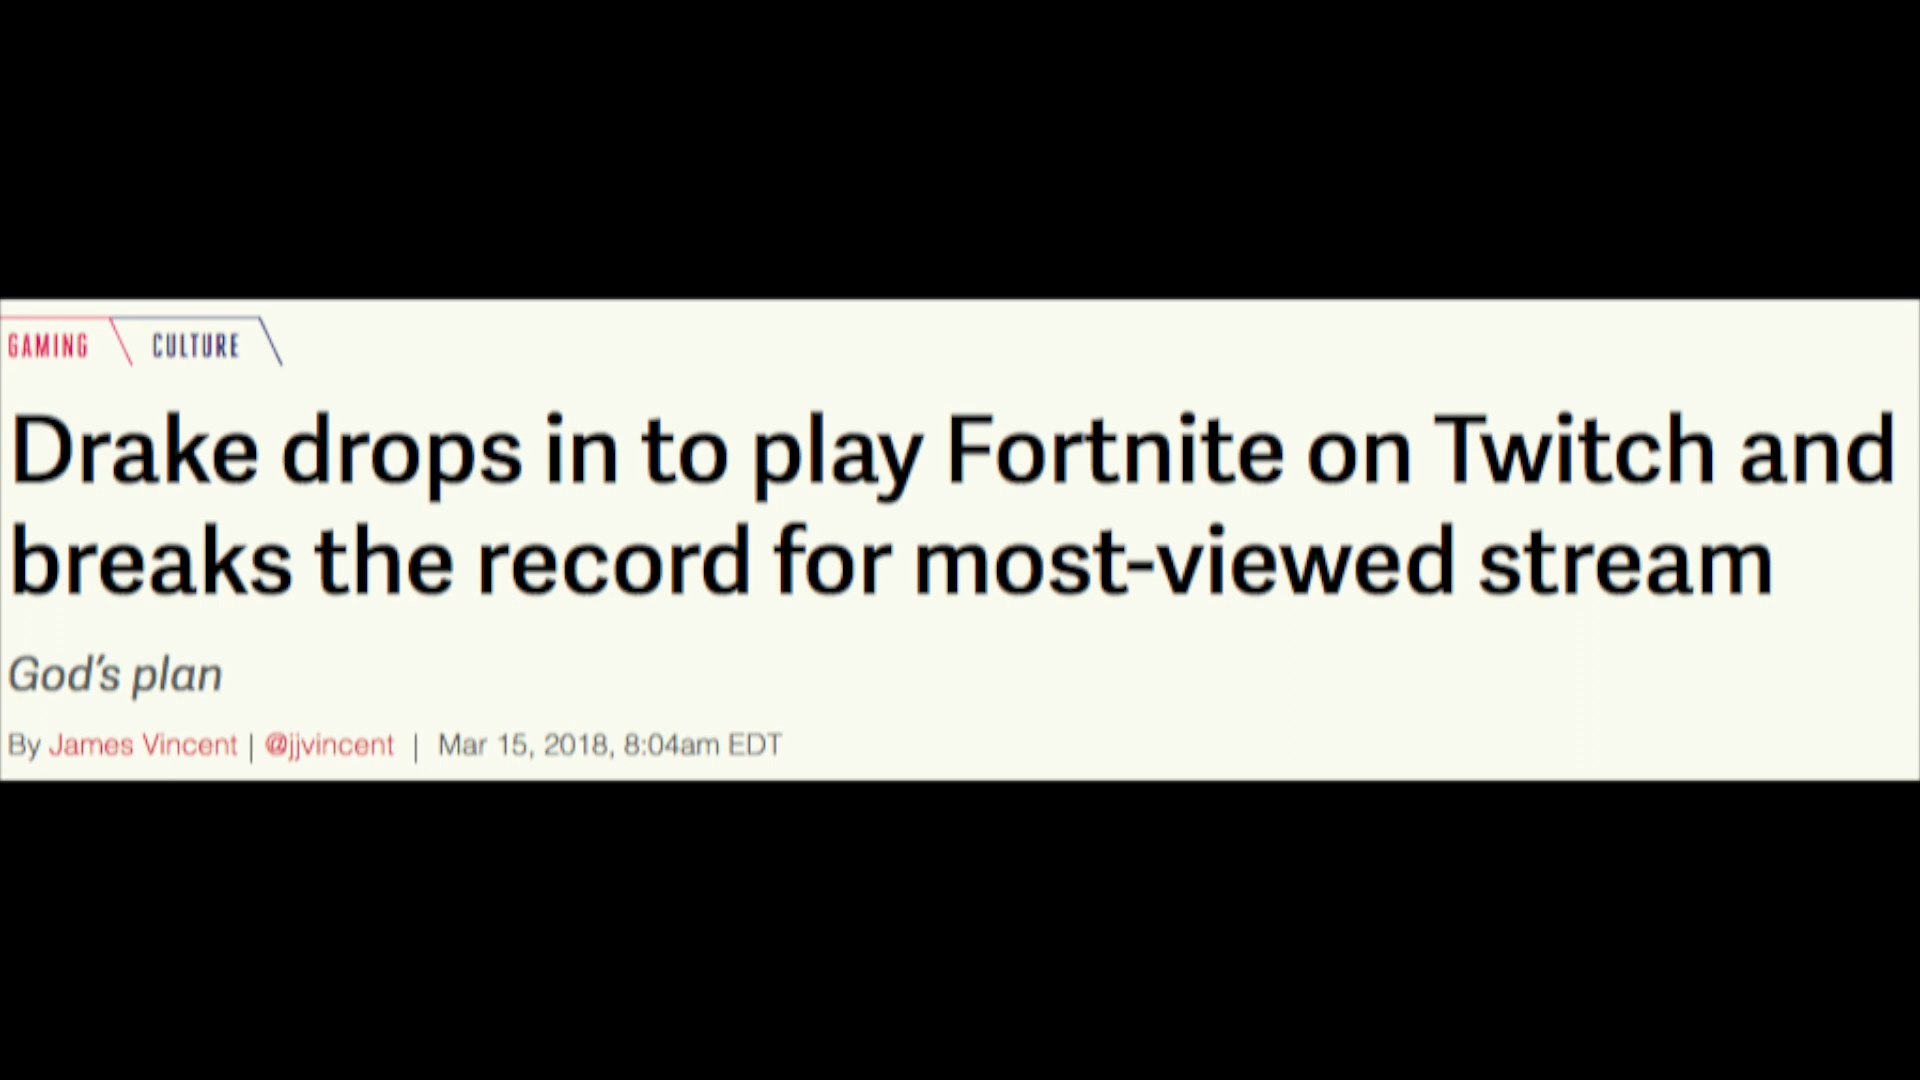 GAMING CULTURE
Drake drops in to play Fortnite on Twitch and
breaks the record for most-viewed stream
God's plan
By James Vincent | @jjvincent | Mar 15, 2018, 8:04am EDT